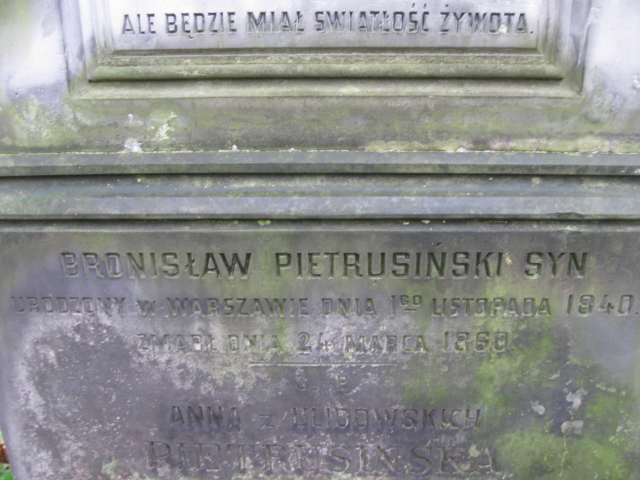 ALE BĘDZIE MIAŁ ŚWIATŁOŚĆ ŻYWOTA.
BRONISŁAW PIETRUSIŃSKI SYN
URODZONY W WARSZAWIE DNIA 1GO LISTOPADA 1840.
ZMARŁ DNIA 24 MARCA 1860.
Ś. P.
ANNA Z
PIETRUSIŃSKA